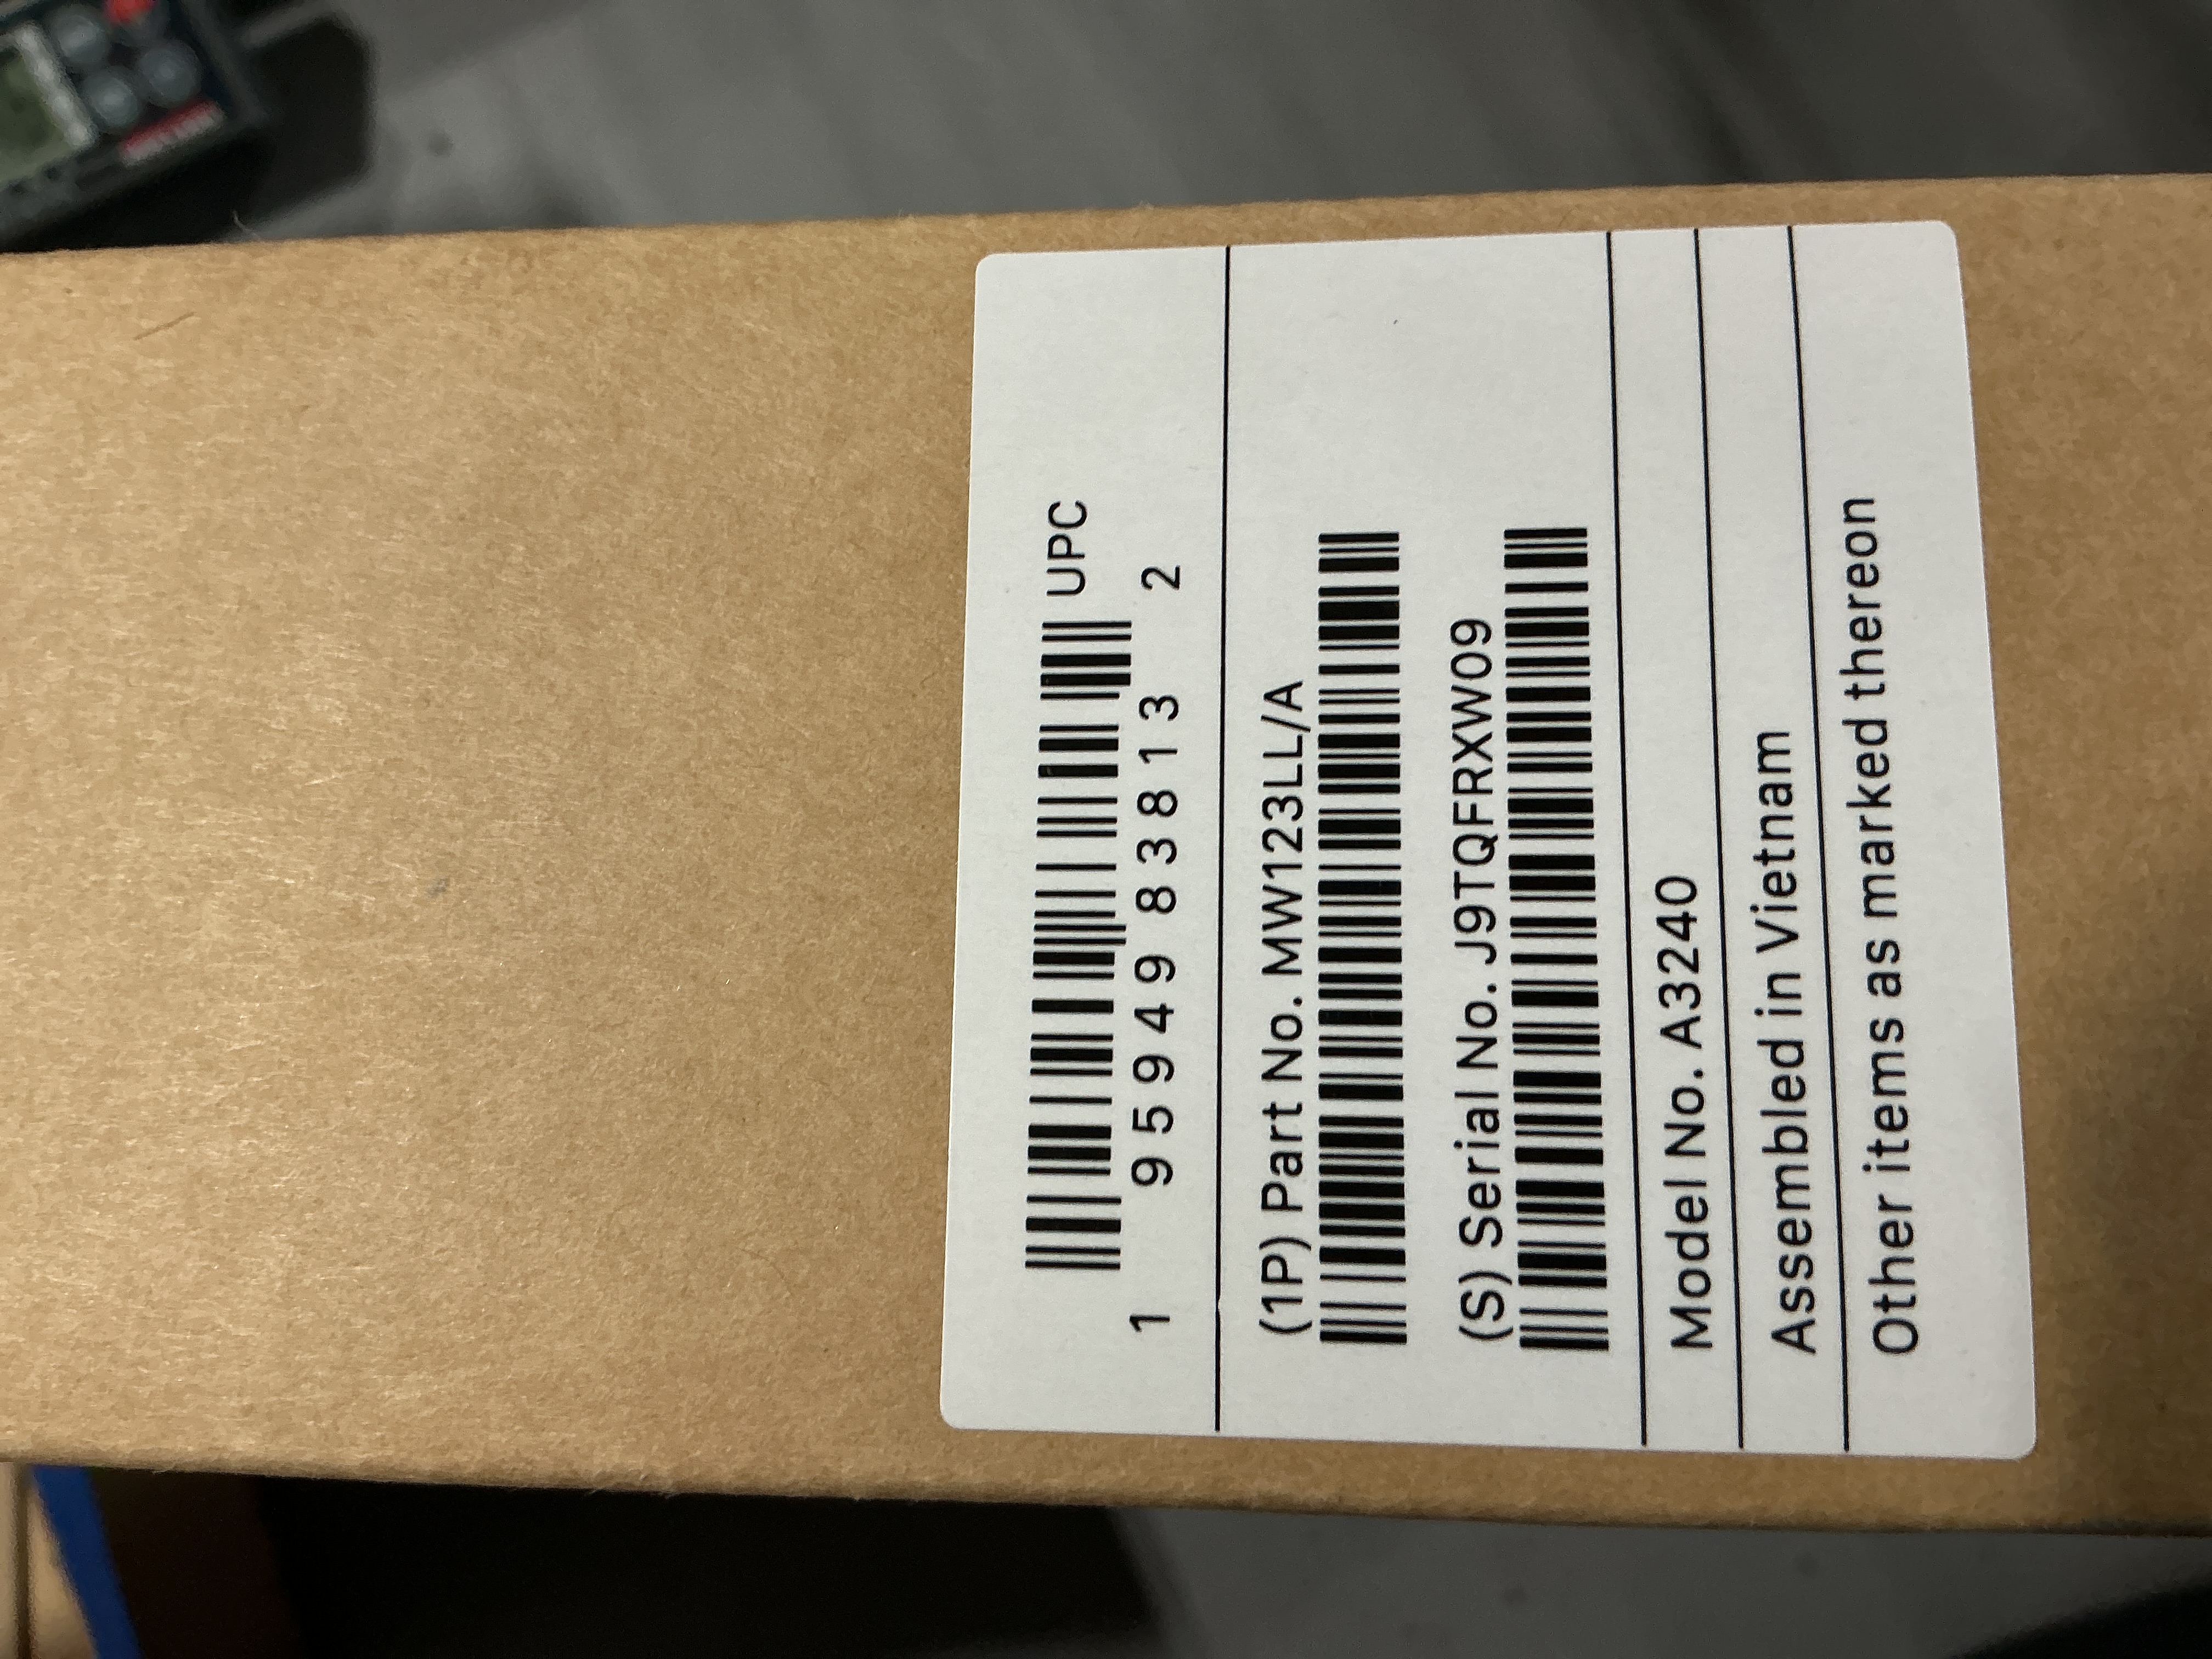 UPC
1 95949 83813 2
(1P) Part No. MW123LL/A
(S) Serial No. J9TQFRXW09
Model No. A3240
Assembled in Vietnam
Other items as marked thereon